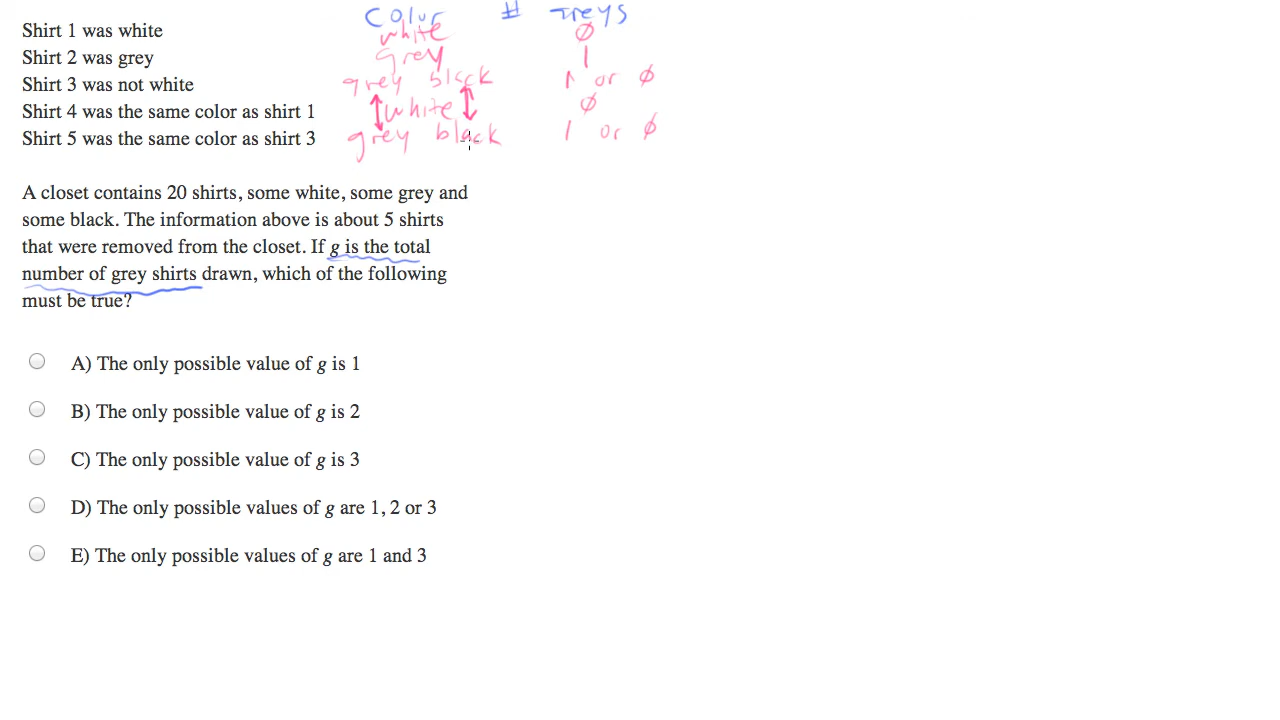 Color # Greys
Shirt 1 was white white 0
Shirt 2 was grey grey 1
Shirt 3 was not white grey black 1 or 0
Shirt 4 was the same color as shirt 1 white 0
Shirt 5 was the same color as shirt 3 grey black 1 or 0
A closet contains 20 shirts, some white, some grey and
some black. The information above is about 5 shirts
that were removed from the closet. If g is the total
number of grey shirts drawn, which of the following
must be true?
A) The only possible value of g is 1
B) The only possible value of g is 2
C) The only possible value of g is 3
D) The only possible values of g are 1, 2 or 3
E) The only possible values of g are 1 and 3